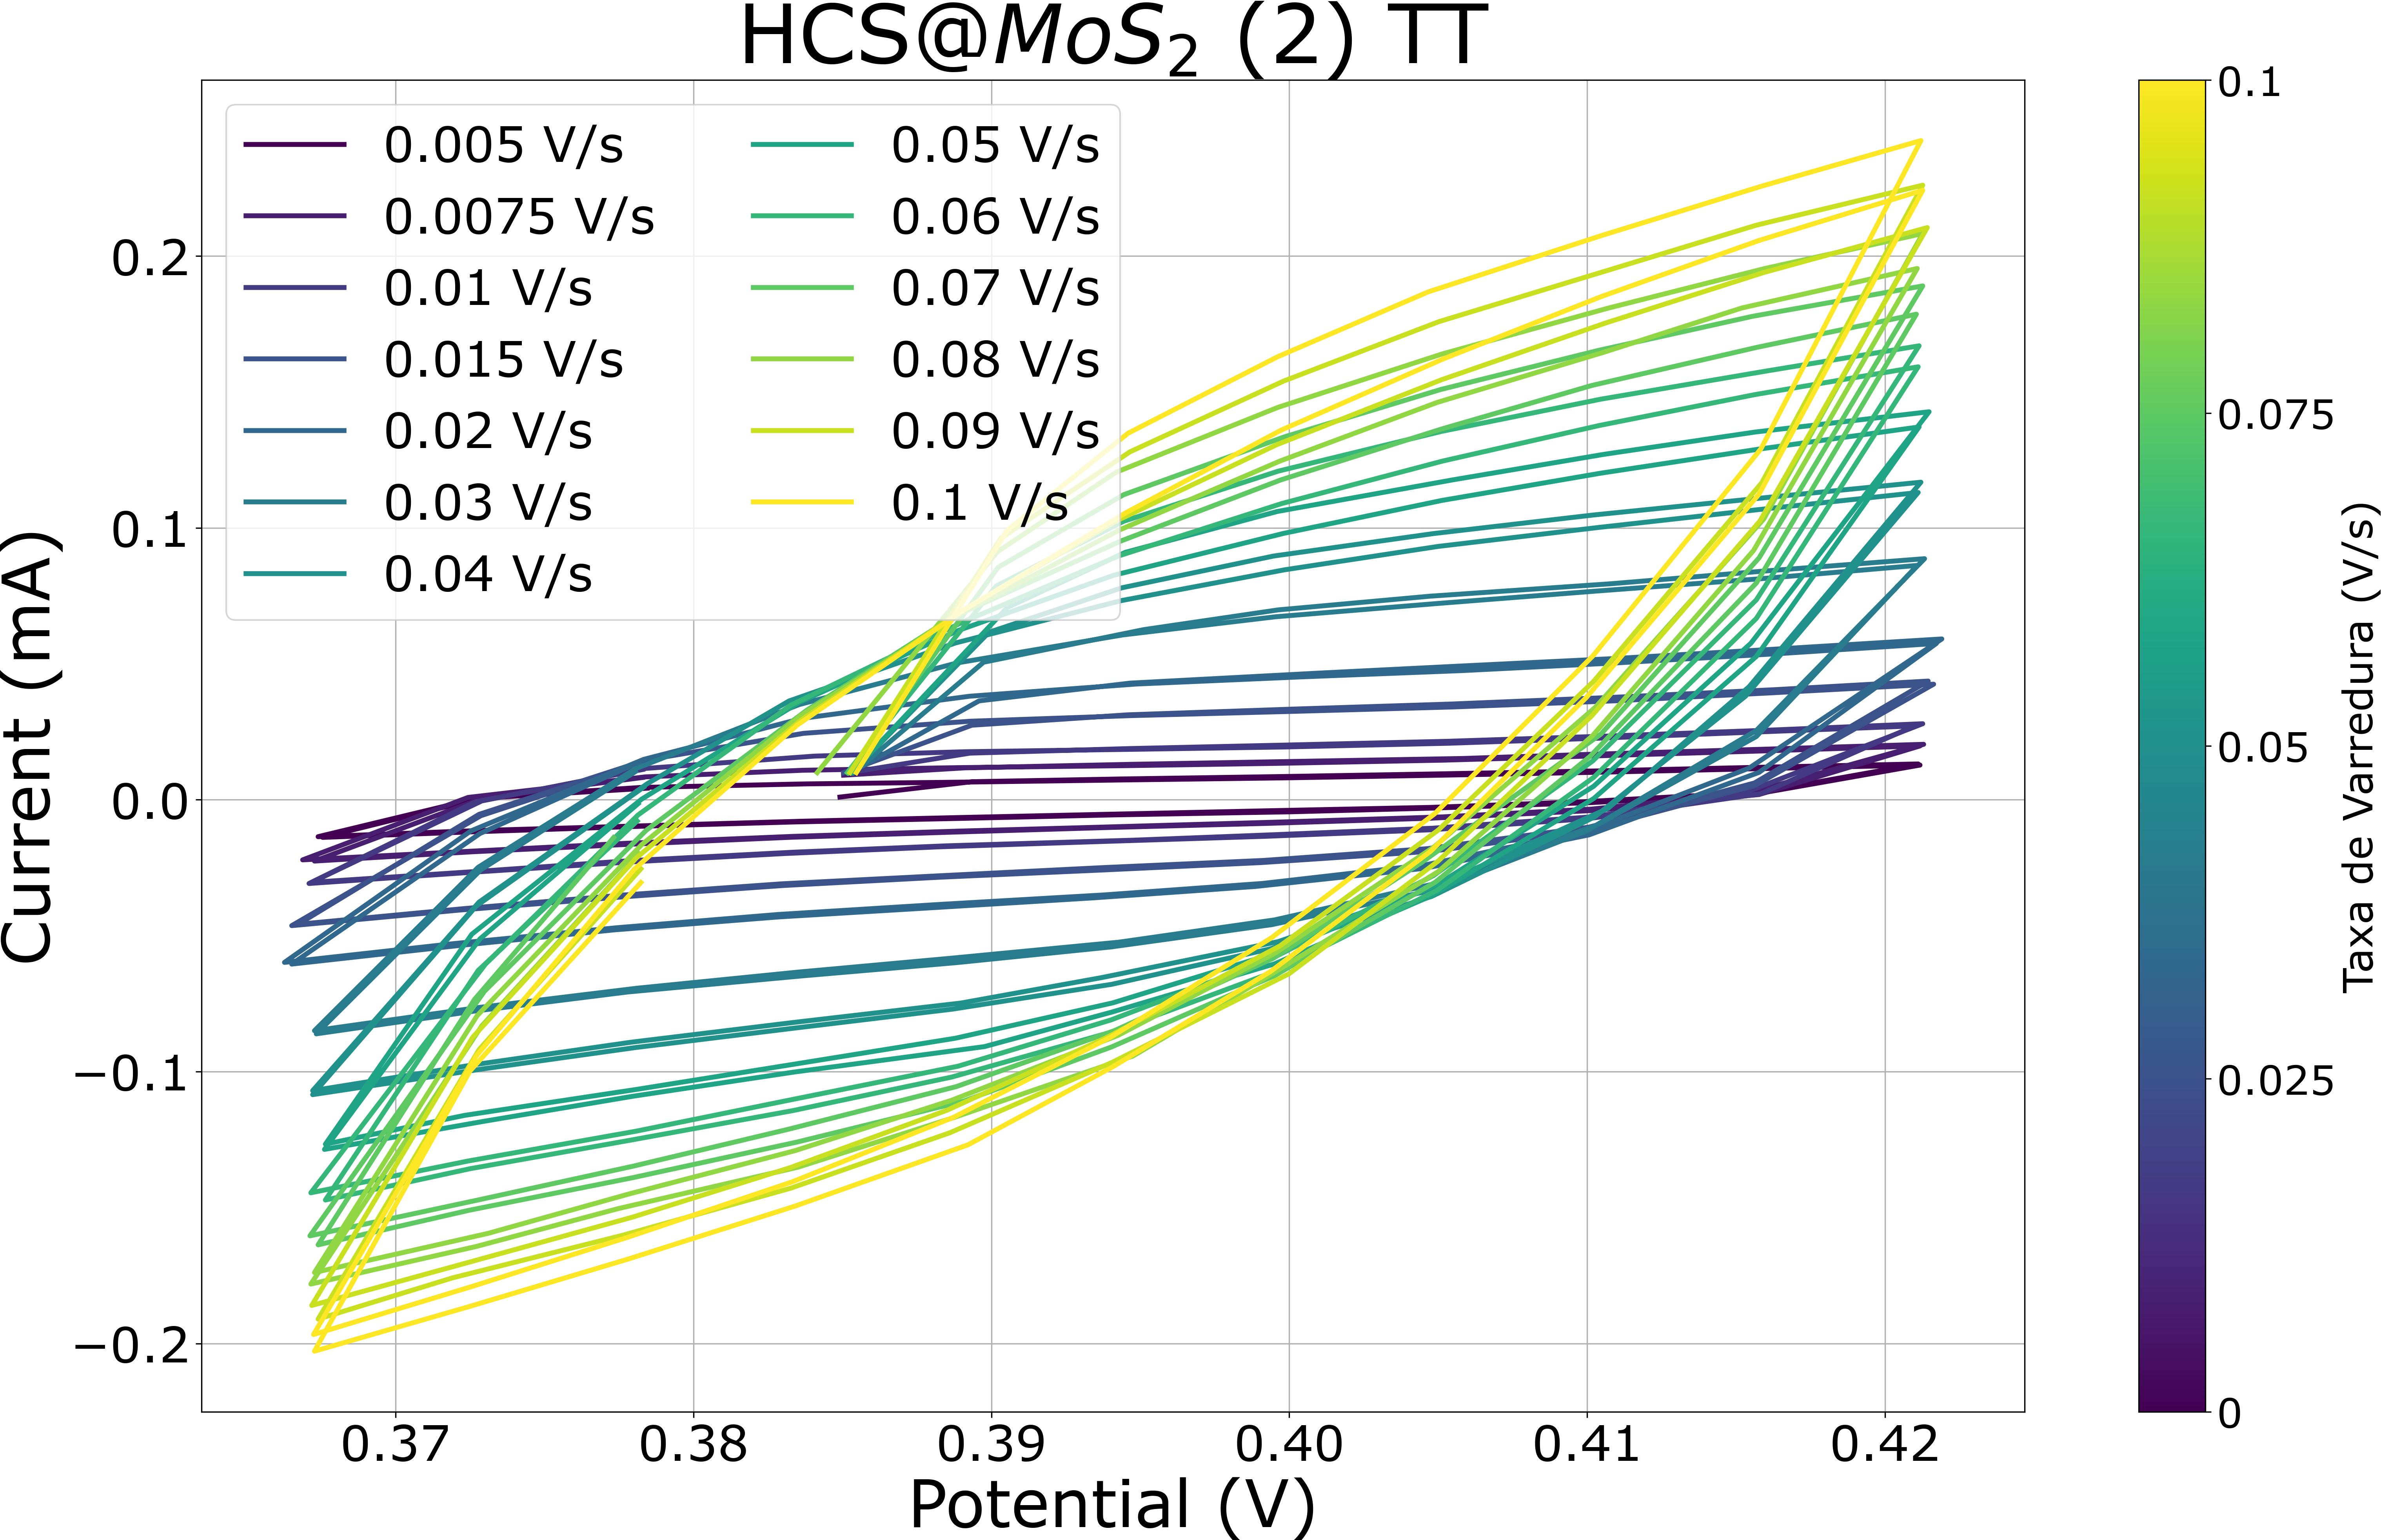 HCS@MoS₂ (2) TT
0.005 V/s
0.0075 V/s
0.01 V/s
0.015 V/s
0.02 V/s
0.03 V/s
0.04 V/s
0.05 V/s
0.06 V/s
0.07 V/s
0.08 V/s
0.09 V/s
0.1 V/s
Current (mA)
0.2
0.1
0.0
−0.1
−0.2
0.37
0.38
0.39
0.40
0.41
0.42
Potential (V)
0.1
0.075
0.05
0.025
0
Taxa de Varredura (V/s)